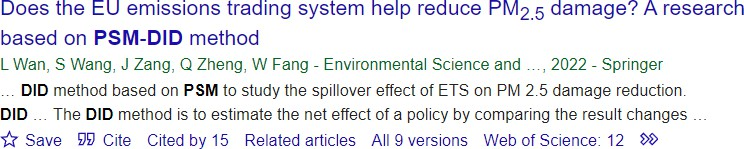 Does the EU emissions trading system help reduce PM2.5 damage? A research
based on PSM-DID method
L Wan, S Wang, J Zang, Q Zheng, W Fang - Environmental Science and …, 2022 - Springer
… DID method based on PSM to study the spillover effect of ETS on PM 2.5 damage reduction.
DID … The DID method is to estimate the net effect of a policy by comparing the result changes …
Save Cite Cited by 15 Related articles All 9 versions Web of Science: 12